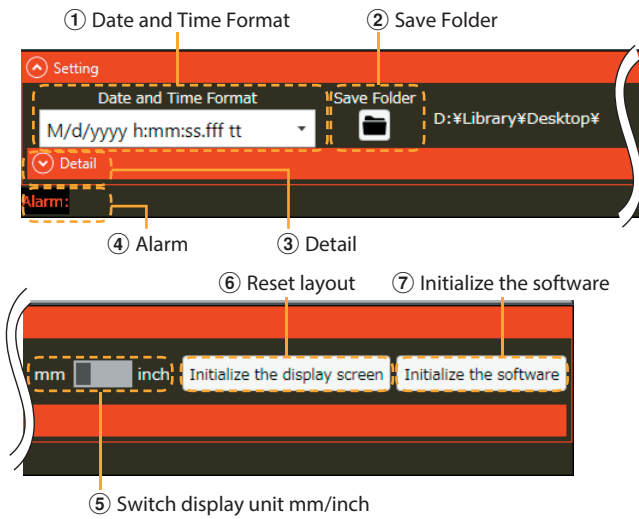 ① Date and Time Format ② Save Folder
Setting
Date and Time Format Save Folder
M/d/yyyy h:mm:ss.fff tt D:¥Library¥Desktop¥
Detail
Alarm:
④ Alarm ③ Detail
⑥ Reset layout ⑦ Initialize the software
mm inch Initialize the display screen Initialize the software
⑤ Switch display unit mm/inch